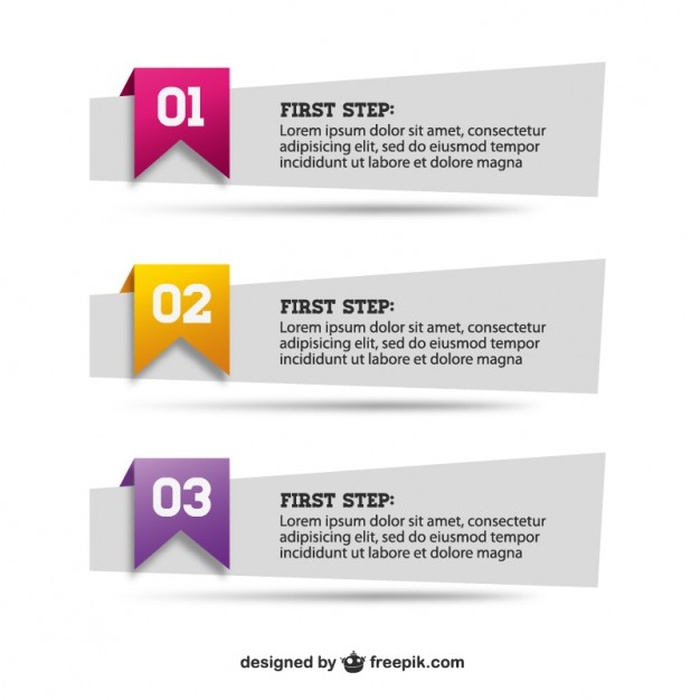 01
FIRST STEP:
Lorem ipsum dolor sit amet, consectetur
adipiscing elit, sed do eiusmod tempor
incididunt ut labore et dolore magna
02
FIRST STEP:
Lorem ipsum dolor sit amet, consectetur
adipiscing elit, sed do eiusmod tempor
incididunt ut labore et dolore magna
03
FIRST STEP:
Lorem ipsum dolor sit amet, consectetur
adipiscing elit, sed do eiusmod tempor
incididunt ut labore et dolore magna
designed by freepik.com